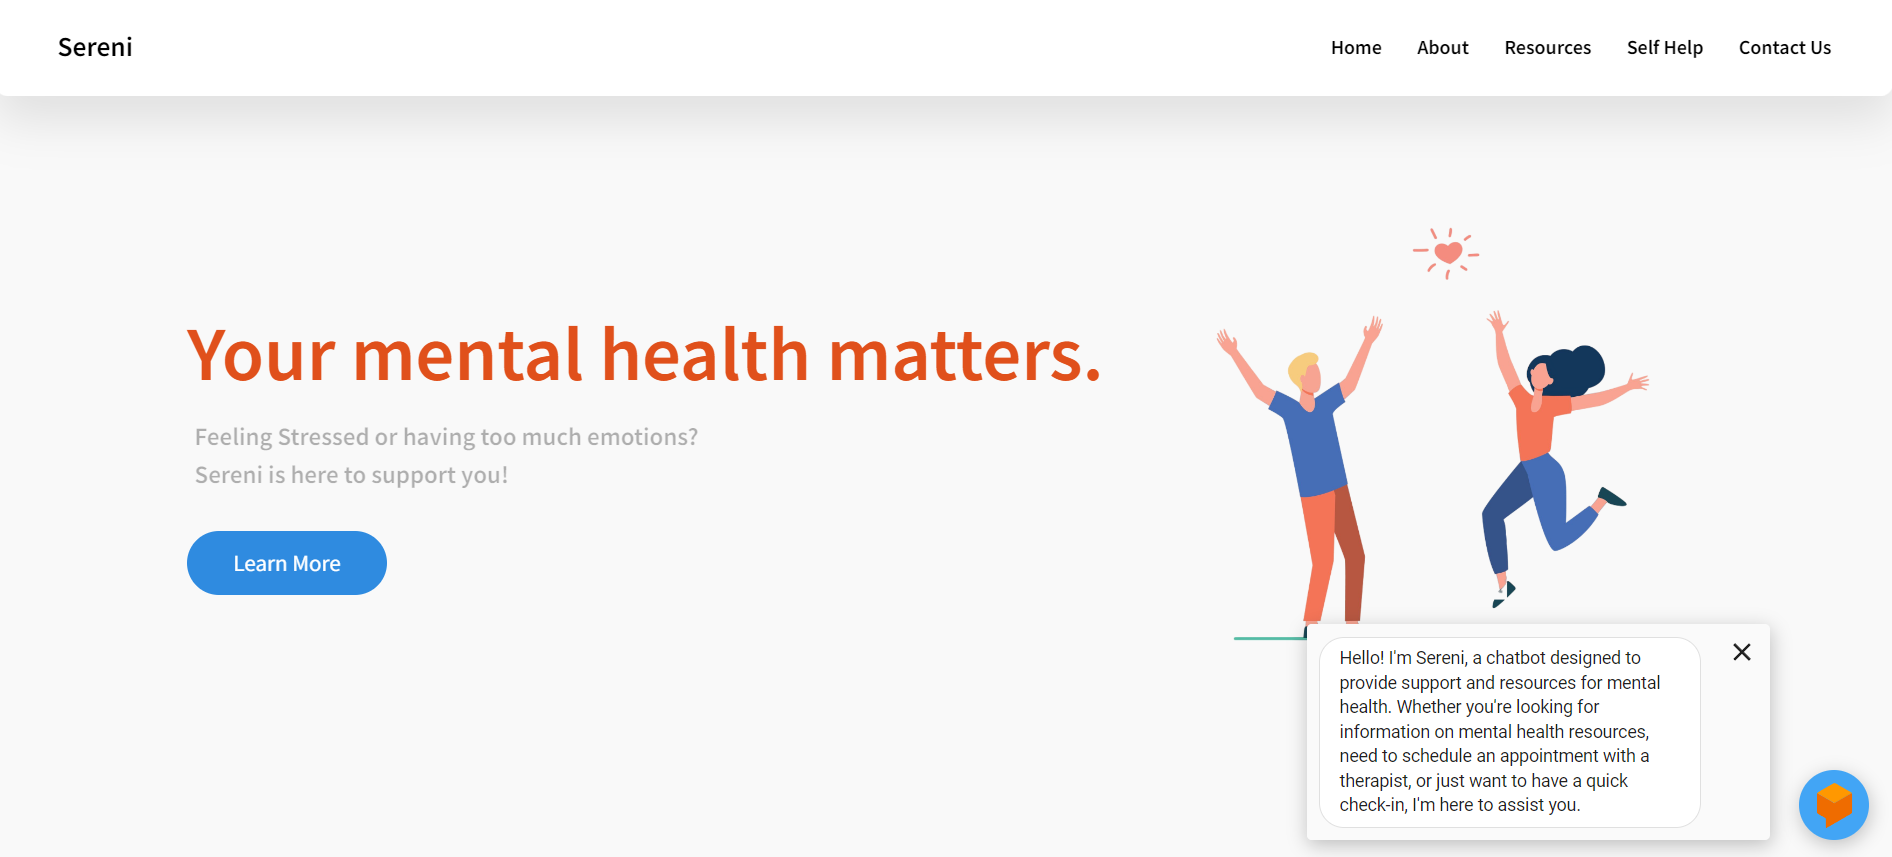 Sereni
Home
About
Resources
Self Help
Contact Us
Your mental health matters.
Feeling Stressed or having too much emotions?
Sereni is here to support you!
Learn More
Hello! I'm Sereni, a chatbot designed to
provide support and resources for mental
health. Whether you're looking for
information on mental health resources,
need to schedule an appointment with a
therapist, or just want to have a quick
check-in, I'm here to assist you.